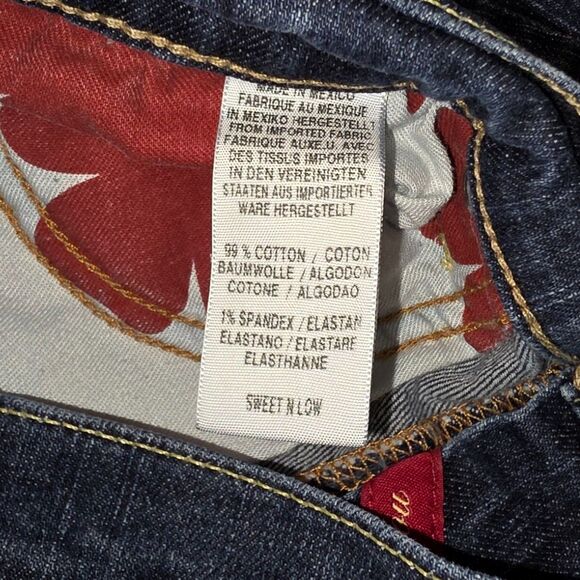 MADE IN MEXICO
FABRIQUE AU MEXIQUE
IN MEXIKO HERGESTELLT
FROM IMPORTED FABRIC
FABRIQUE AUX E.U. AVEC
DES TISSLS IMPORTES
IN DEN VEREINIGTEN
STAATEN AUS IMPORTIERTER
WARE HERGESTELLT
99 % COTTON / COTON
BAUMWOLLE / ALGODON
COTONE / ALGODAO
1% SPANDEX / ELASTAN
ELASTANO / ELASTARE
ELASTHANNE
SWEET N LOW